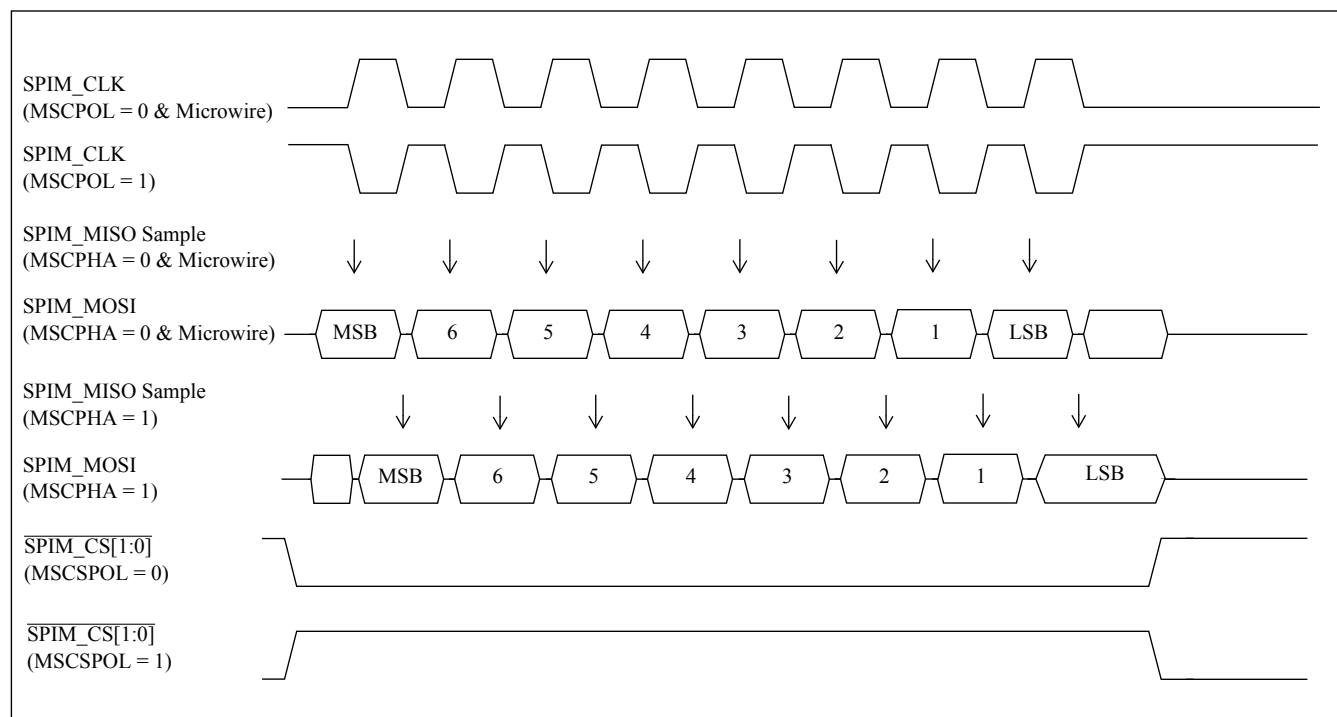 SPIM_CLK
(MSCPOL = 0 & Microwire)
SPIM_CLK
(MSCPOL = 1)
SPIM_MISO Sample
(MSCPHA = 0 & Microwire)
SPIM_MOSI
(MSCPHA = 0 & Microwire)
MSB 6 5 4 3 2 1 LSB
SPIM_MISO Sample
(MSCPHA = 1)
SPIM_MOSI
(MSCPHA = 1)
MSB 6 5 4 3 2 1 LSB
SPIM_CS[1:0]
(MSCSPOL = 0)
SPIM_CS[1:0]
(MSCSPOL = 1)